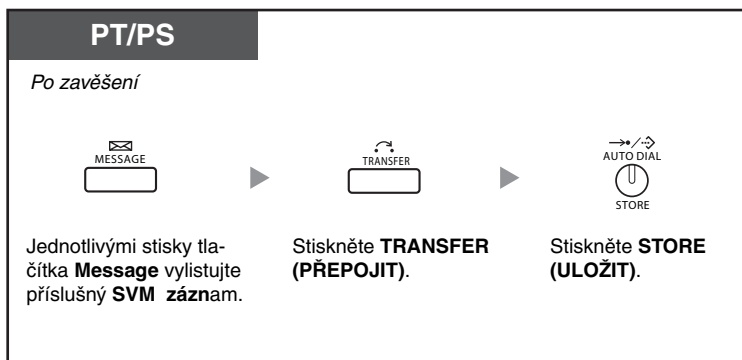 PT/PS
Po zavěšení
MESSAGE
TRANSFER
AUTO DIAL
STORE
Jednotlivými stisky tla-
čítka Message vylistujte
příslušný SVM záznam.
Stiskněte TRANSFER
(PŘEPOJIT).
Stiskněte STORE
(ULOŽIT).